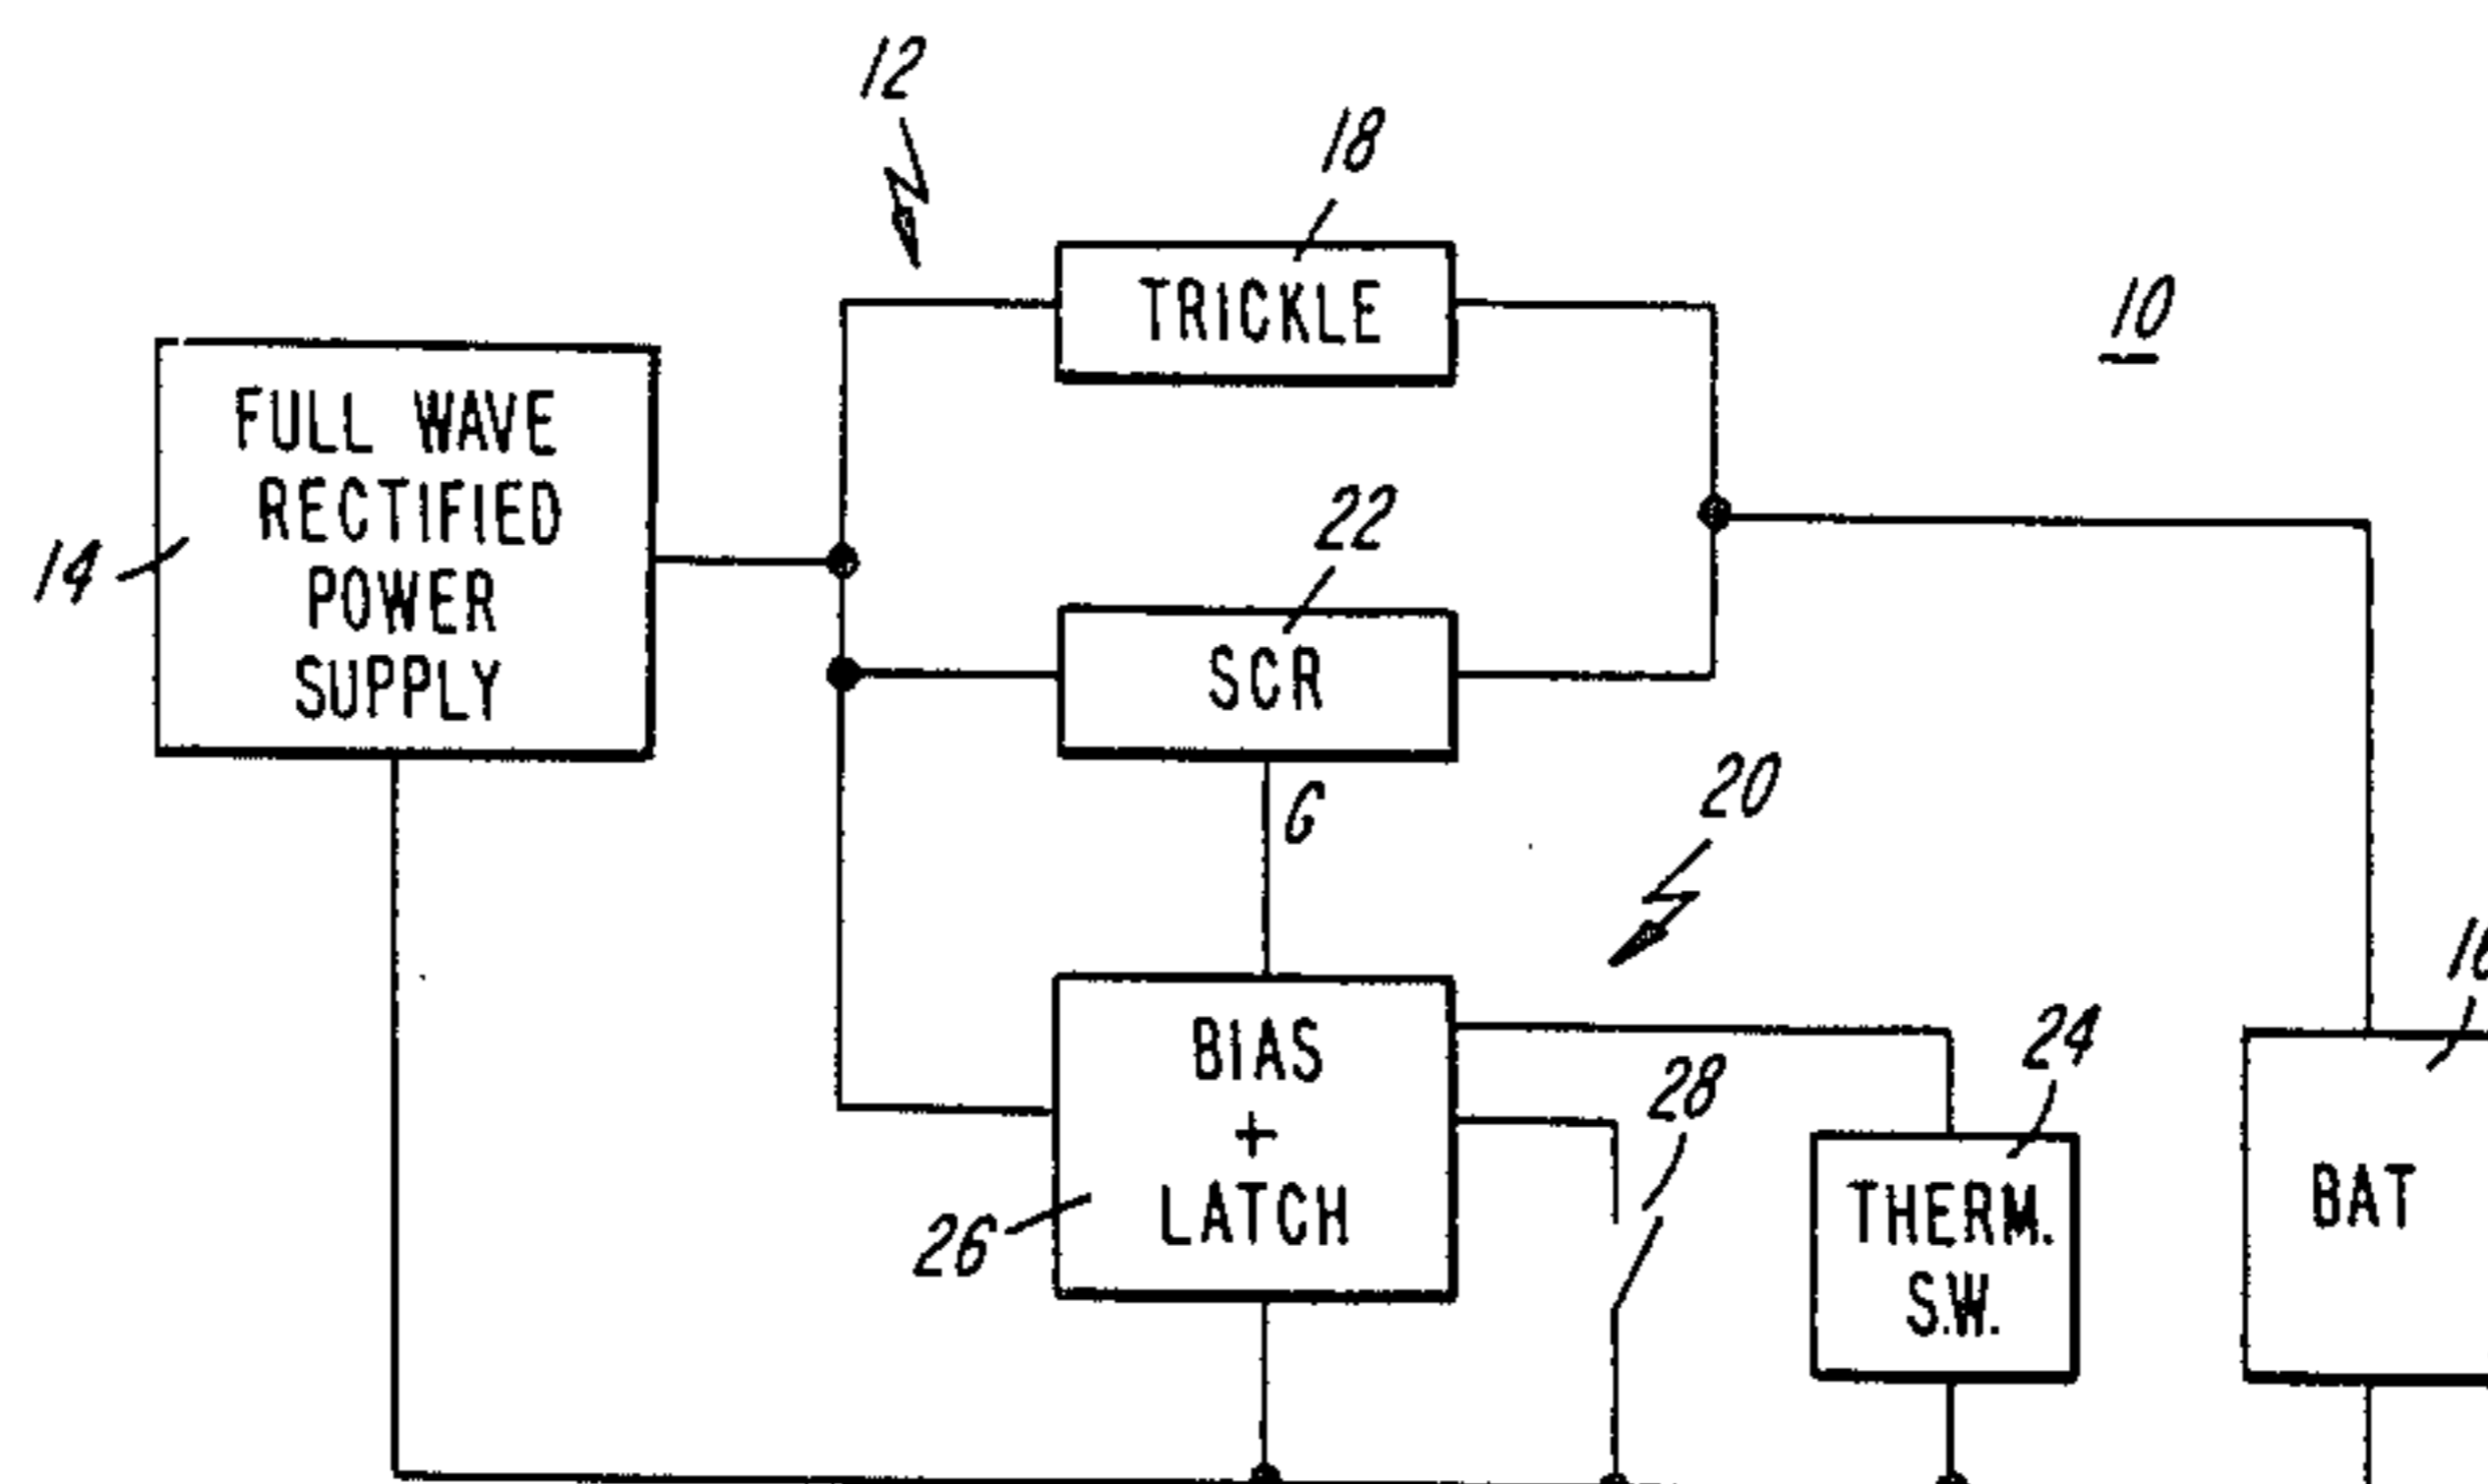 12
18
TRICKLE
10
FULL WAVE
RECTIFIED
POWER
SUPPLY
14
22
SCR
G
20
BIAS
+
LATCH
26
28
24
THERM.
S.W.
BAT